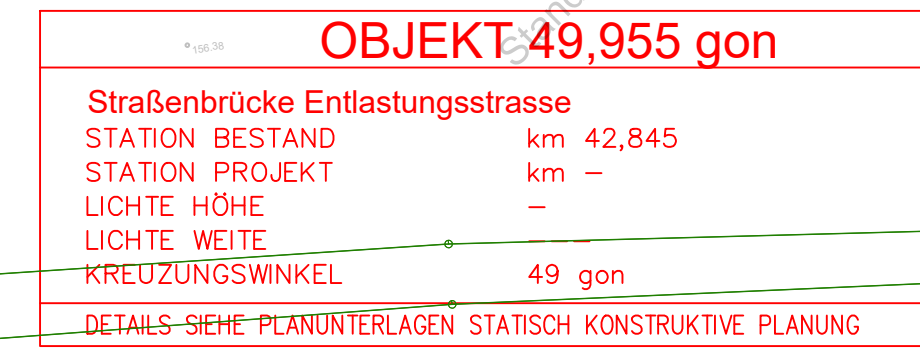 156.38
OBJEKT 49,955 gon
Straßenbrücke Entlastungsstrasse
STATION BESTAND km 42,845
STATION PROJEKT km –
LICHTE HÖHE –
LICHTE WEITE –––
KREUZUNGSWINKEL 49 gon
DETAILS SIEHE PLANUNTERLAGEN STATISCH KONSTRUKTIVE PLANUNG